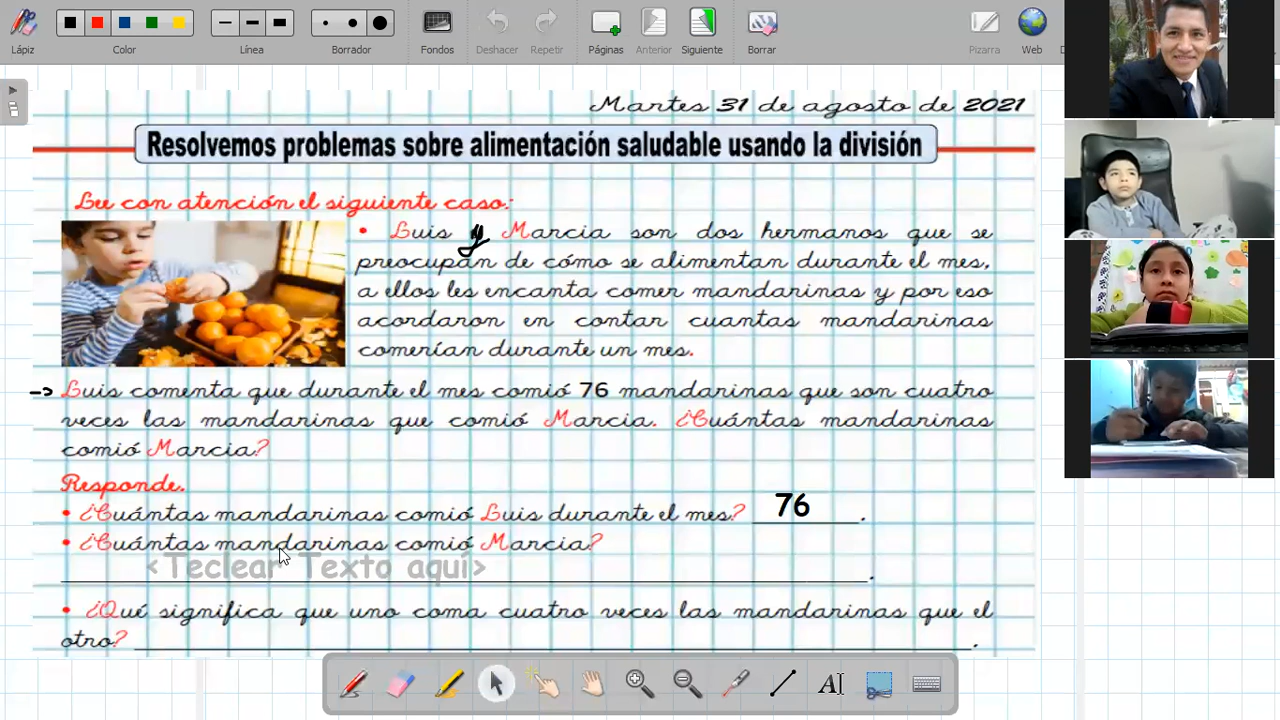 Lápiz Color Línea Borrador Fondos Deshacer Repetir Páginas Anterior Siguiente Borrar Pizarra Web
Martes 31 de agosto de 2021
Resolvemos problemas sobre alimentación saludable usando la división
Lee con atención el siguiente caso:
• Luis y Marcia son dos hermanos que se
preocupan de cómo se alimentan durante el mes,
a ellos les encanta comer mandarinas y por eso
acordaron en contar cuantas mandarinas
comerían durante un mes.
-> Luis comenta que durante el mes comió 76 mandarinas que son cuatro
veces las mandarinas que comió Marcia. ¿Cuántas mandarinas
comió Marcia?
Responde.
• ¿Cuántas mandarinas comió Luis durante el mes? 76 .
• ¿Cuántas mandarinas comió Marcia?
<Teclear Texto aquí>
• ¿Qué significa que uno coma cuatro veces las mandarinas que el
otro? .
AI